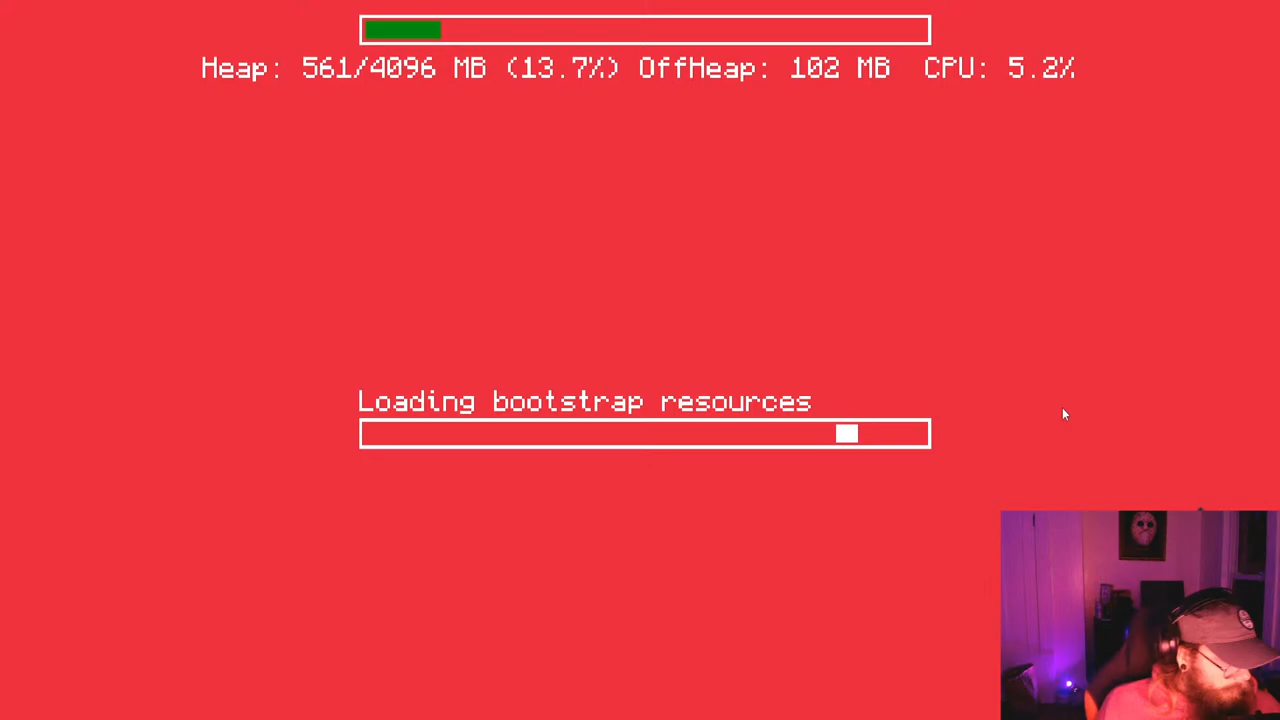 Heap: 561/4096 MB (13.7%) OffHeap: 102 MB  CPU: 5.2%
Loading bootstrap resources